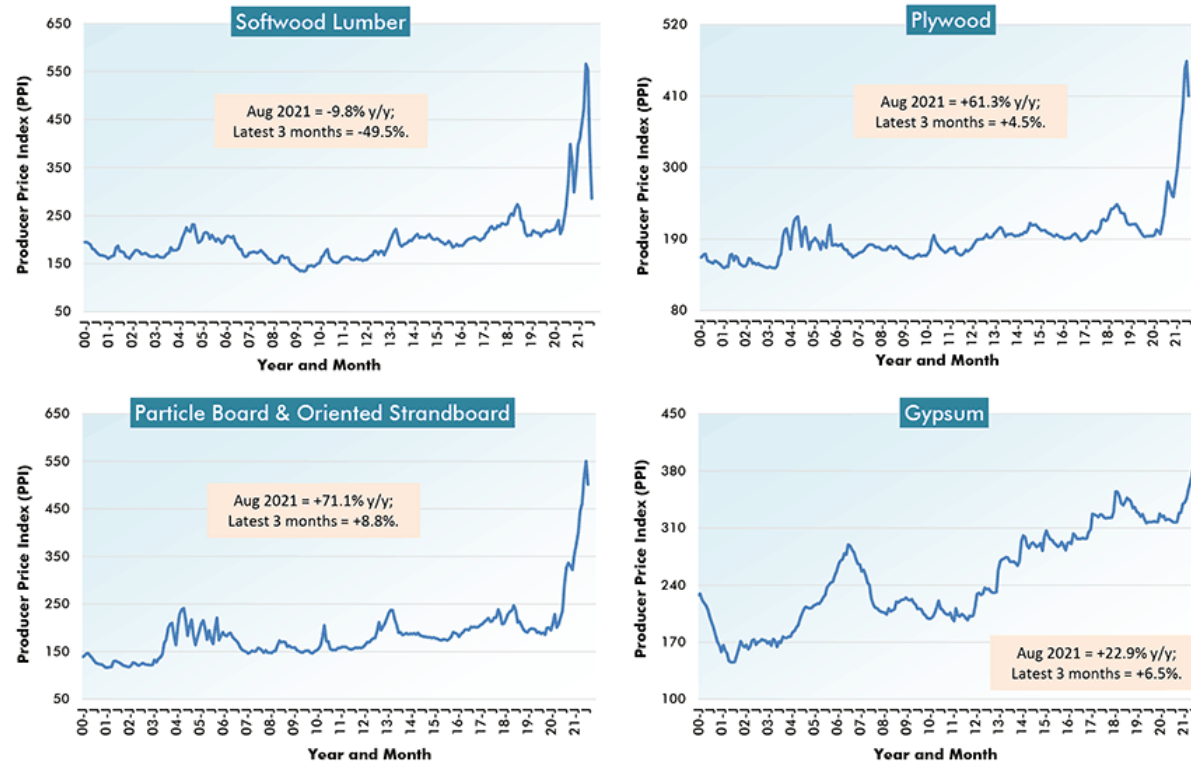 Softwood Lumber
Producer Price Index (PPI)
650
550
450
350
250
150
50
Aug 2021 = -9.8% y/y;
Latest 3 months = -49.5%.
00-J
01-J
02-J
03-J
04-J
05-J
06-J
07-J
08-J
09-J
10-J
11-J
12-J
13-J
14-J
15-J
16-J
17-J
18-J
19-J
20-J
21-J
Year and Month
Plywood
Producer Price Index (PPI)
520
410
300
190
80
Aug 2021 = +61.3% y/y;
Latest 3 months = +4.5%.
00-J
01-J
02-J
03-J
04-J
05-J
06-J
07-J
08-J
09-J
10-J
11-J
12-J
13-J
14-J
15-J
16-J
17-J
18-J
19-J
20-J
21-J
Year and Month
Particle Board & Oriented Strandboard
Producer Price Index (PPI)
650
550
450
350
250
150
50
Aug 2021 = +71.1% y/y;
Latest 3 months = +8.8%.
00-J
01-J
02-J
03-J
04-J
05-J
06-J
07-J
08-J
09-J
10-J
11-J
12-J
13-J
14-J
15-J
16-J
17-J
18-J
19-J
20-J
21-J
Year and Month
Gypsum
Producer Price Index (PPI)
450
380
310
240
170
100
Aug 2021 = +22.9% y/y;
Latest 3 months = +6.5%.
00-J
01-J
02-J
03-J
04-J
05-J
06-J
07-J
08-J
09-J
10-J
11-J
12-J
13-J
14-J
15-J
16-J
17-J
18-J
19-J
20-J
21-J
Year and Month